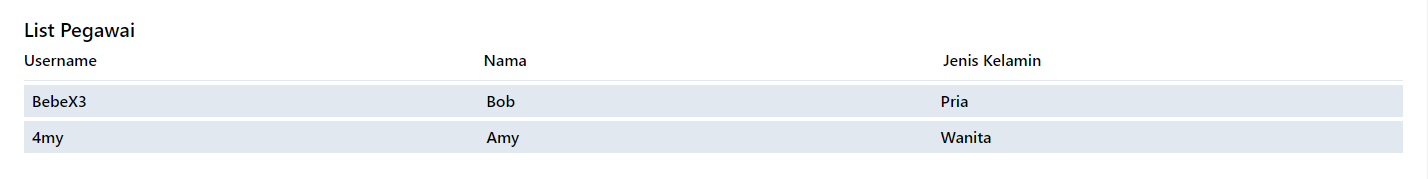 List Pegawai
Username Nama Jenis Kelamin
BebeX3 Bob Pria
4my Amy Wanita